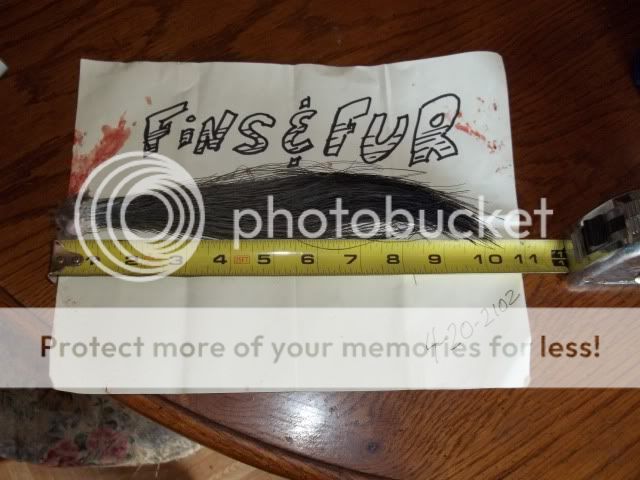 FiNS & FUR
photobucket
1 2 3 4 5 6 7 8 9 10 11
4-20-2102
Protect more of your memories for less!